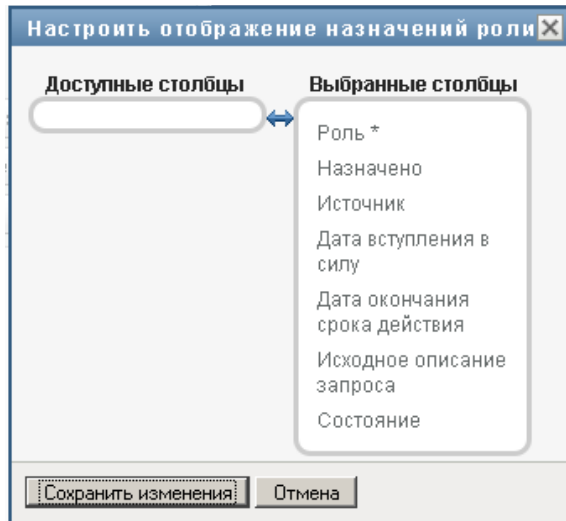 Настроить отображение назначений роли
Доступные столбцы
Выбранные столбцы
Роль *
Назначено
Источник
Дата вступления в
силу
Дата окончания
срока действия
Исходное описание
запроса
Состояние
Сохранить изменения
Отмена